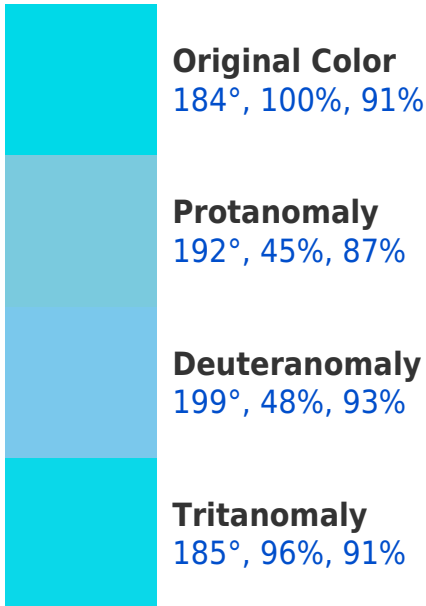 Original Color
184°, 100%, 91%
Protanomaly
192°, 45%, 87%
Deuteranomaly
199°, 48%, 93%
Tritanomaly
185°, 96%, 91%